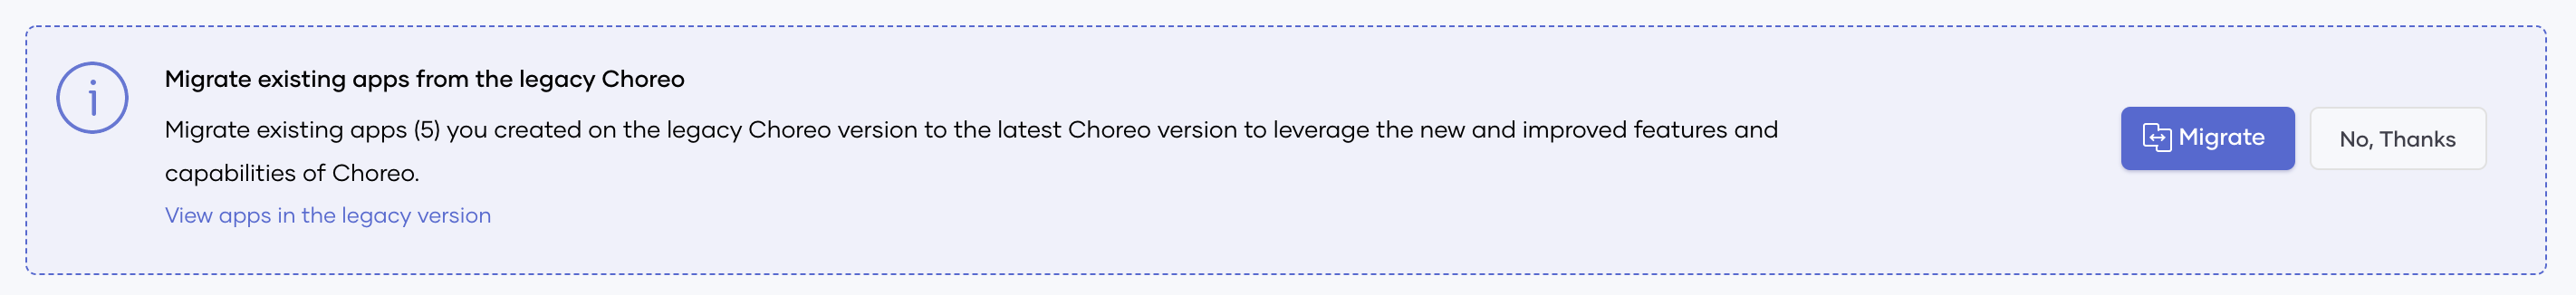 Migrate existing apps from the legacy Choreo
Migrate existing apps (5) you created on the legacy Choreo version to the latest Choreo version to leverage the new and improved features and
capabilities of Choreo.
View apps in the legacy version
Migrate
No, Thanks